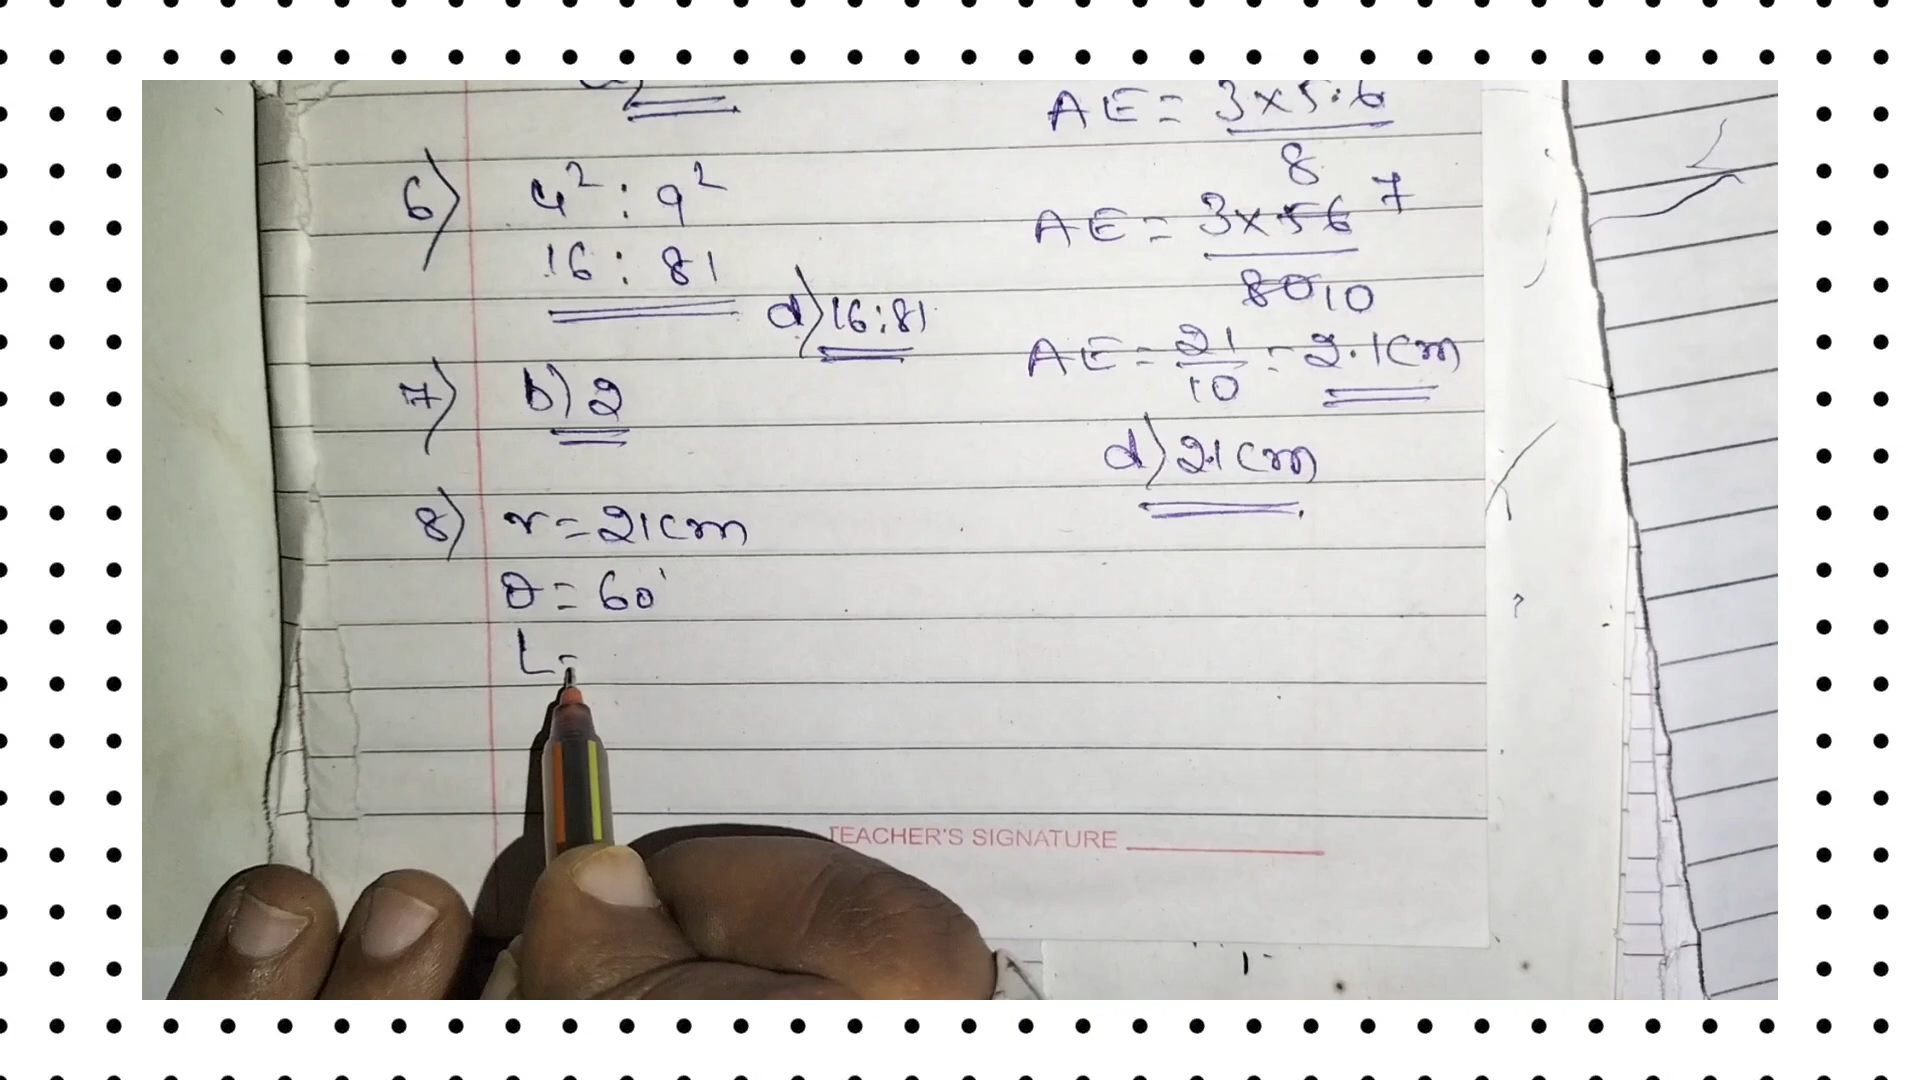 6) 4² : 9²
16 : 81
d) 16:81
7) b) 2
8) r = 21cm
θ = 60°
L =
AE = 3×5.6
8
AE = 3×56 7
80 10
AE = 21/10 = 2.1cm
d) 2.1cm
TEACHER'S SIGNATURE